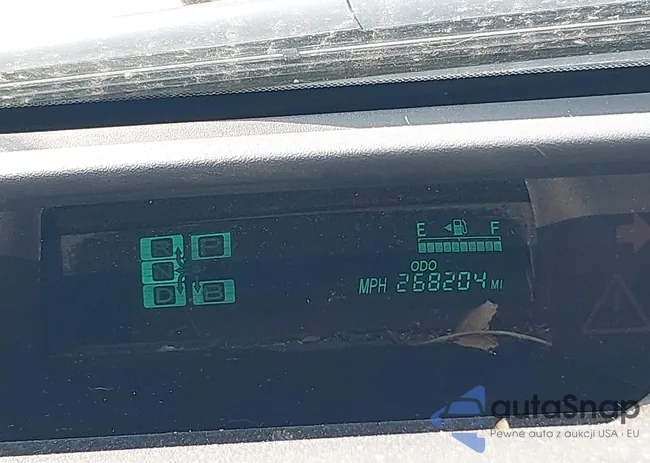 E F
R P
N
ODO
MPH 268204 MI
D B
autaSnap
Pewne auta z aukcji USA i EU